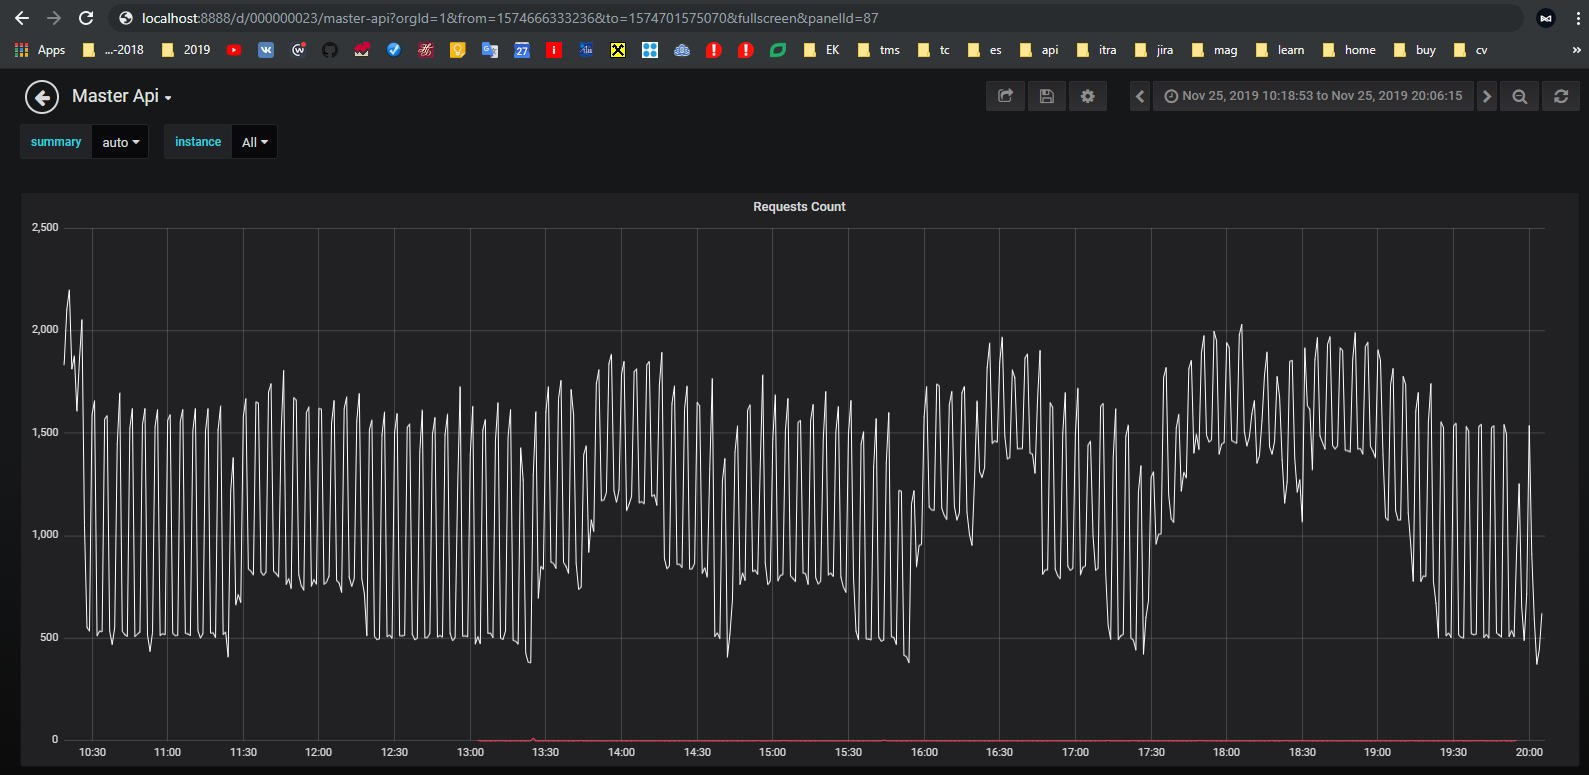 localhost:8888/d/000000023/master-api?orgId=1&from=1574666333236&to=1574701575070&fullscreen&panelId=87
Apps ...-2018 2019 27 EK tms tc es api itra jira mag learn home buy cv »
Master Api
Nov 25, 2019 10:18:53 to Nov 25, 2019 20:06:15
summary auto instance All
Requests Count
2,500
2,000
1,500
1,000
500
0
10:30 11:00 11:30 12:00 12:30 13:00 13:30 14:00 14:30 15:00 15:30 16:00 16:30 17:00 17:30 18:00 18:30 19:00 19:30 20:00